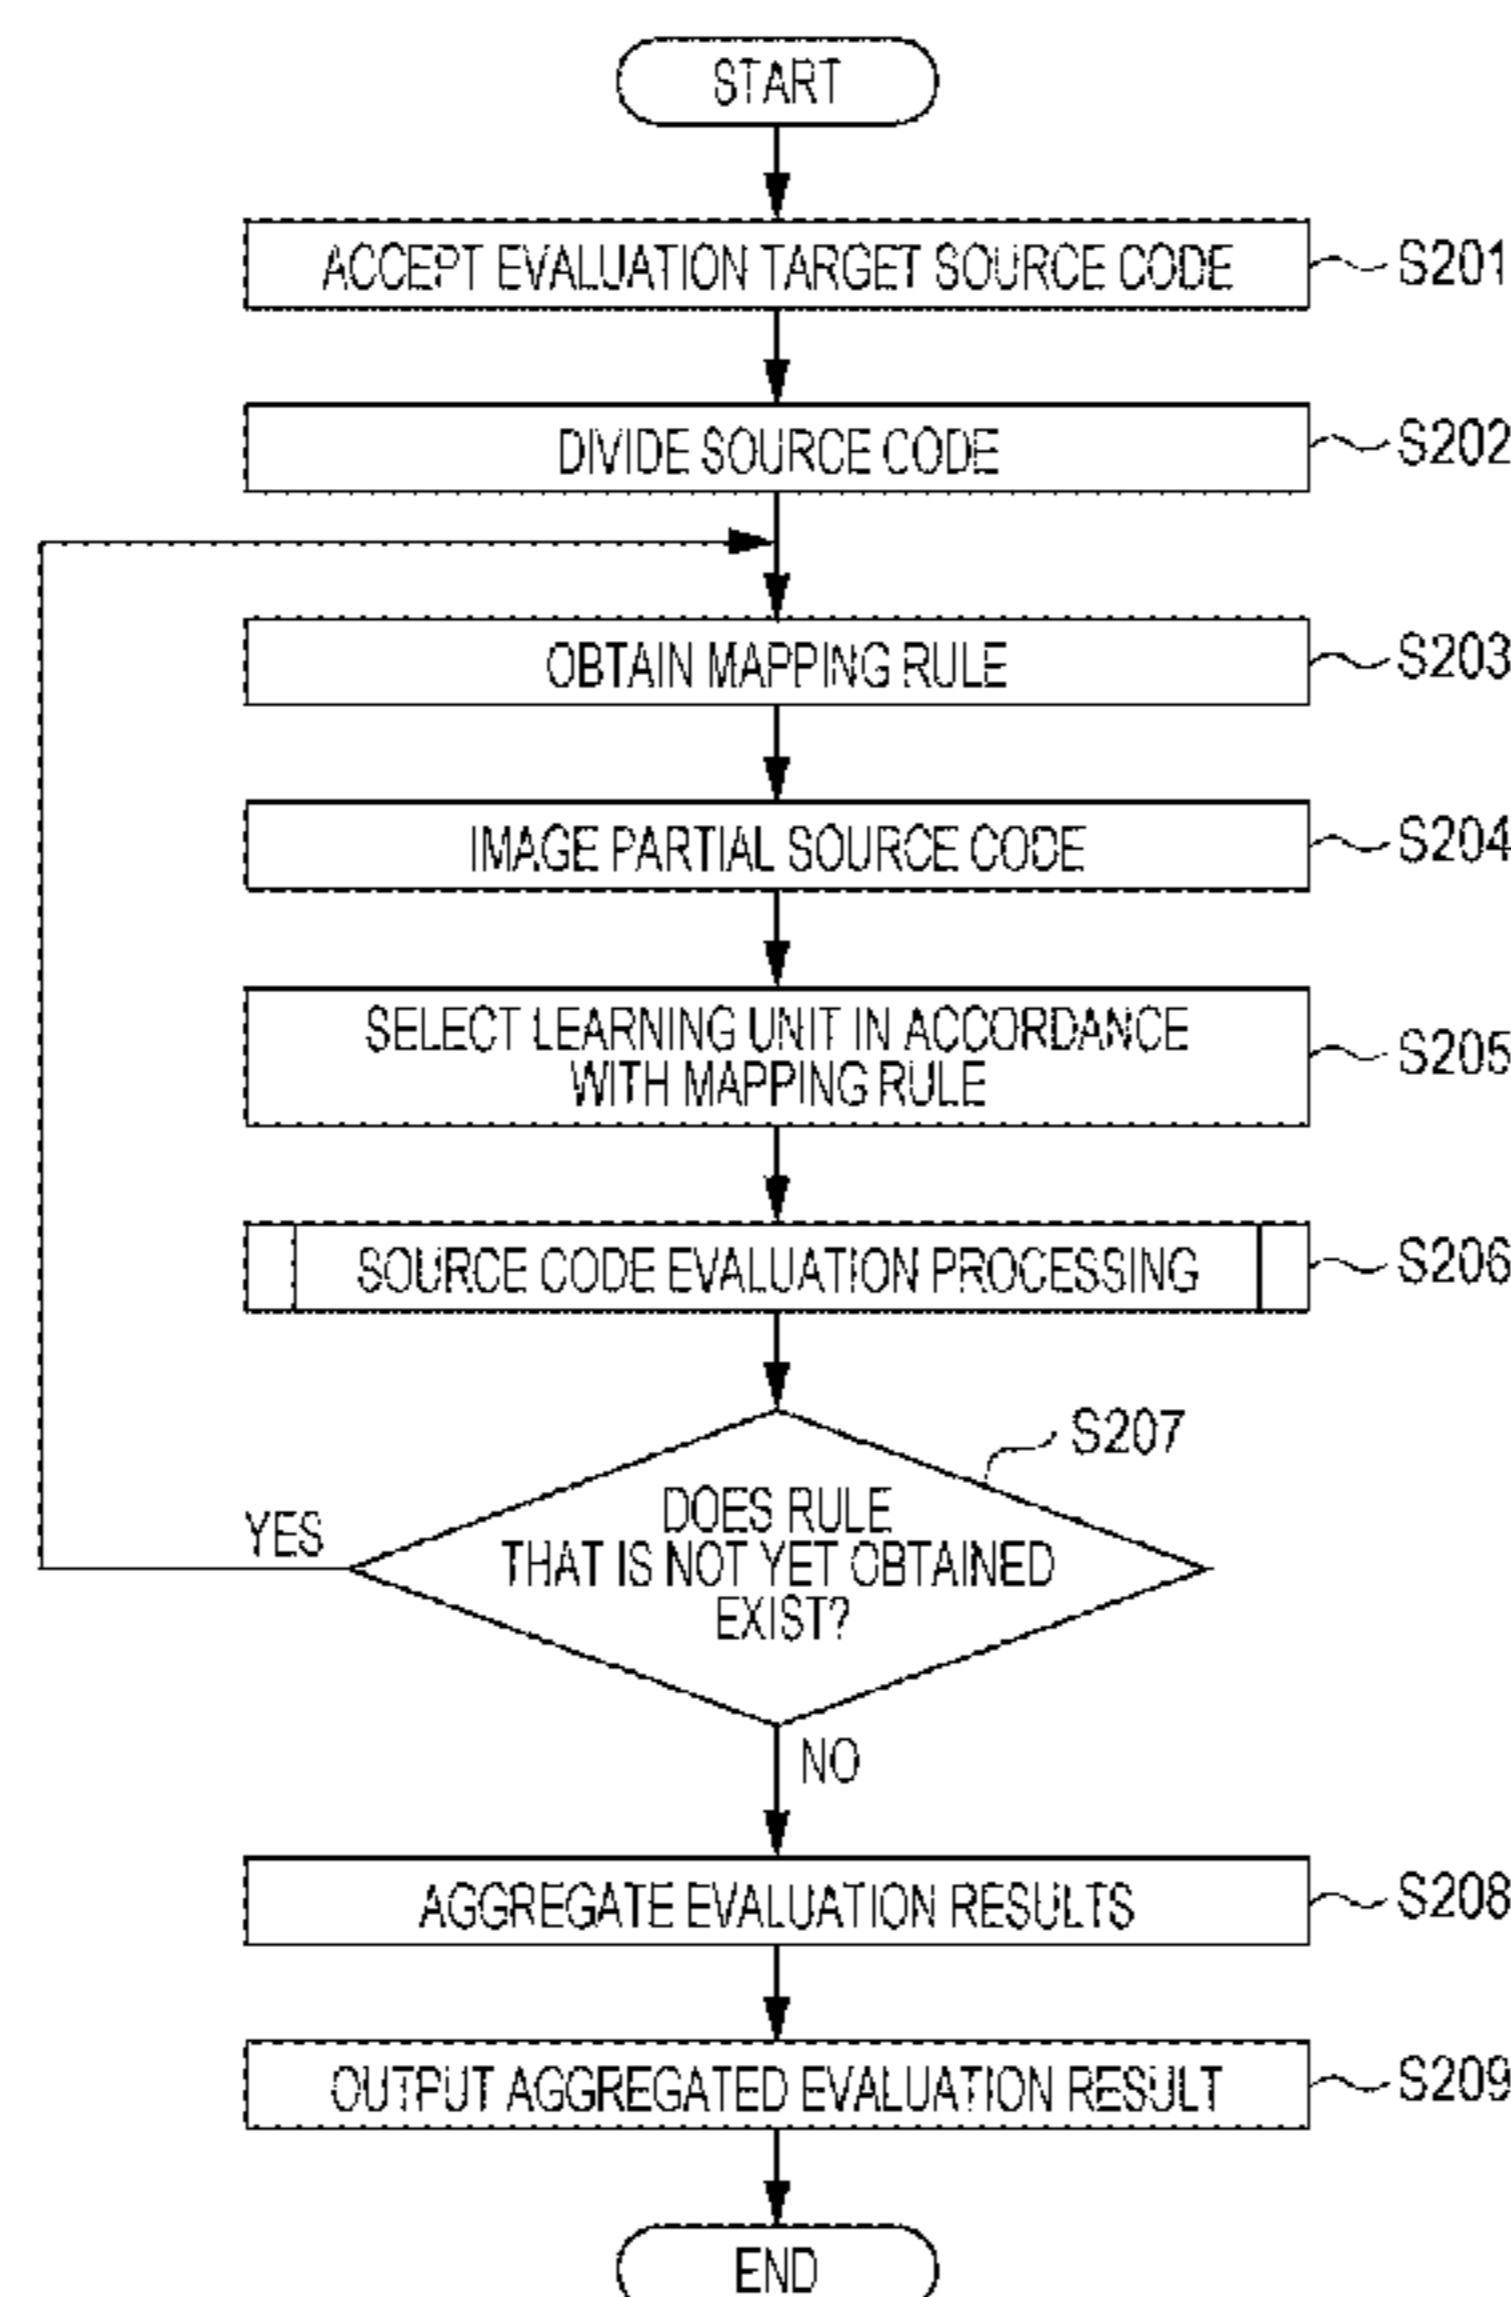 START
ACCEPT EVALUATION TARGET SOURCE CODE
S201
DIVIDE SOURCE CODE
S202
OBTAIN MAPPING RULE
S203
IMAGE PARTIAL SOURCE CODE
S204
SELECT LEARNING UNIT IN ACCORDANCE
WITH MAPPING RULE
S205
SOURCE CODE EVALUATION PROCESSING
S206
S207
DOES RULE
THAT IS NOT YET OBTAINED
EXIST?
YES
NO
AGGREGATE EVALUATION RESULTS
S208
OUTPUT AGGREGATED EVALUATION RESULT
S209
END